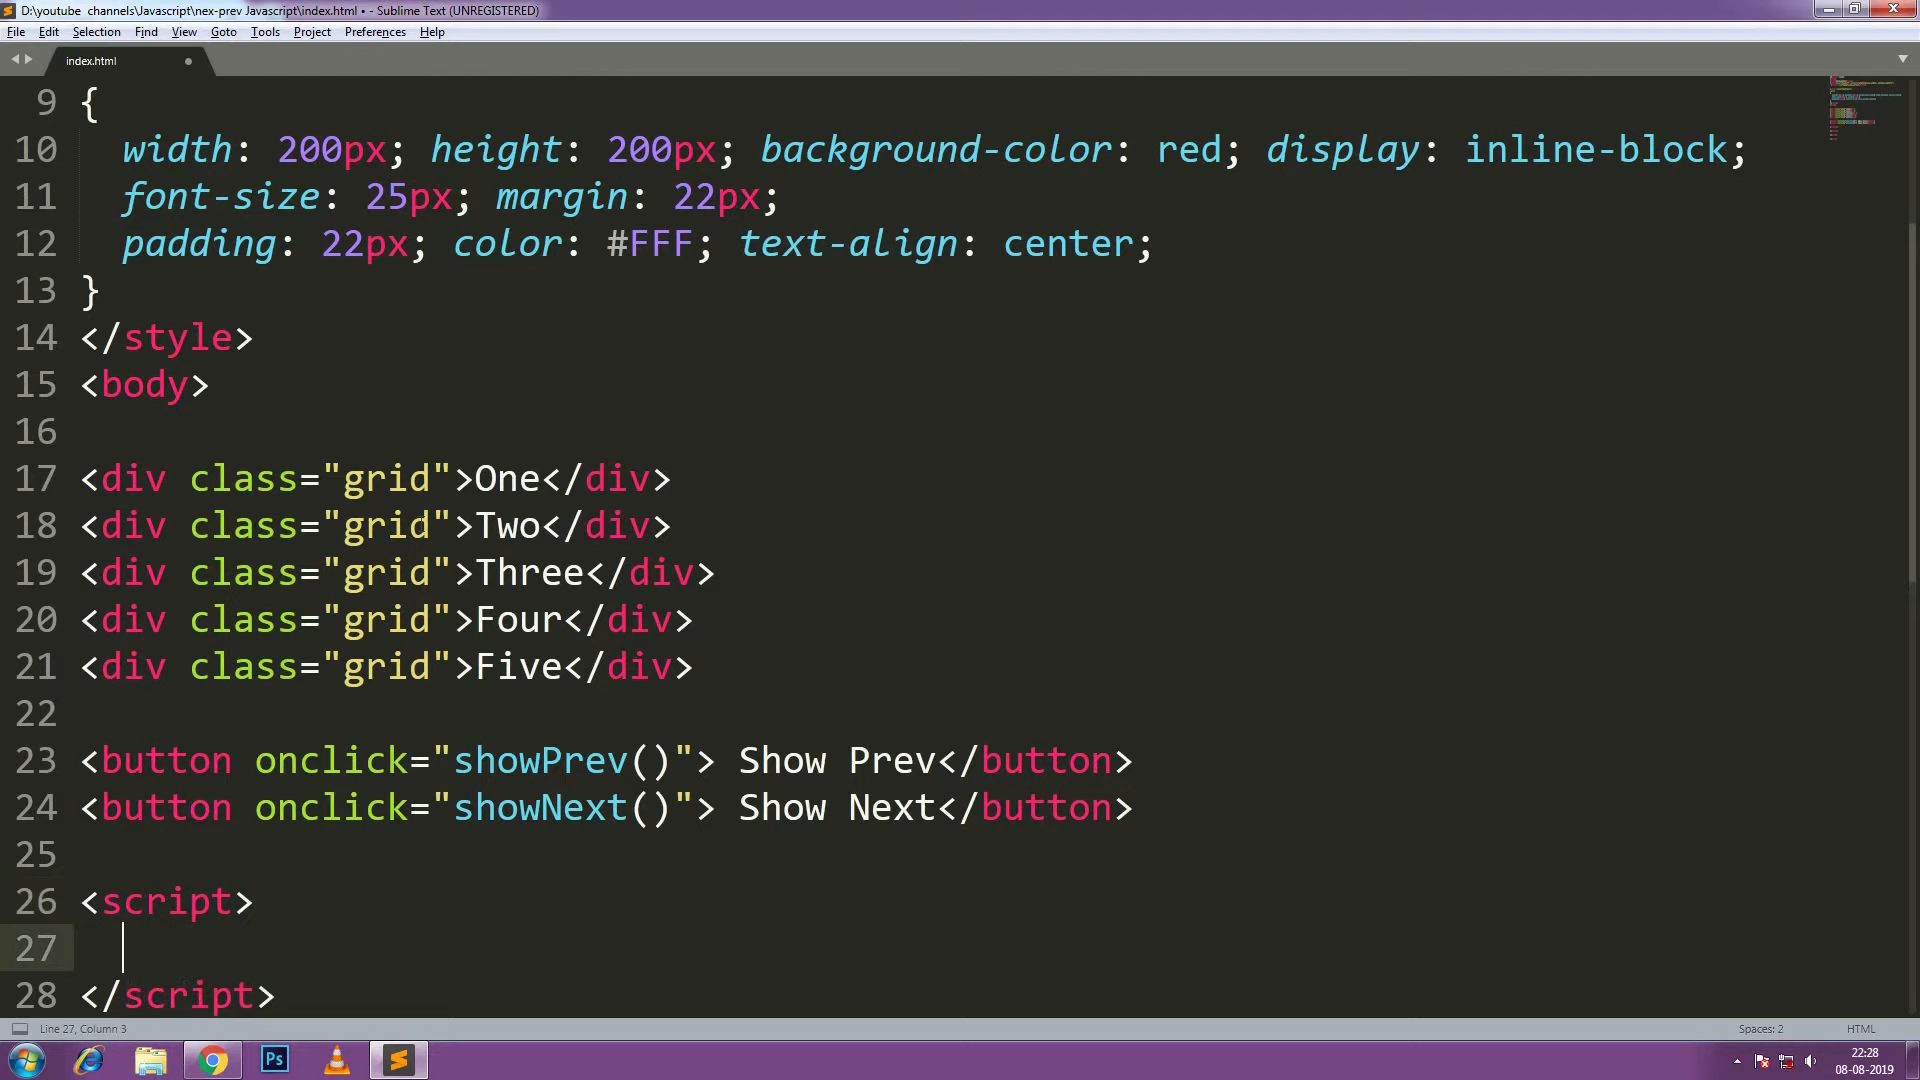 D:\youtube  channels\Javascript\nex-prev Javascript\index.html • - Sublime Text (UNREGISTERED)
File Edit Selection Find View Goto Tools Project Preferences Help
index.html
9 {
10 width: 200px; height: 200px; background-color: red; display: inline-block;
11 font-size: 25px; margin: 22px;
12 padding: 22px; color: #FFF; text-align: center;
13 }
14 </style>
15 <body>
16
17 <div class="grid">One</div>
18 <div class="grid">Two</div>
19 <div class="grid">Three</div>
20 <div class="grid">Four</div>
21 <div class="grid">Five</div>
22
23 <button onclick="showPrev()"> Show Prev</button>
24 <button onclick="showNext()"> Show Next</button>
25
26 <script>
27
28 </script>
Line 27, Column 3 Spaces: 2 HTML
Ps
22:28
08-08-2019